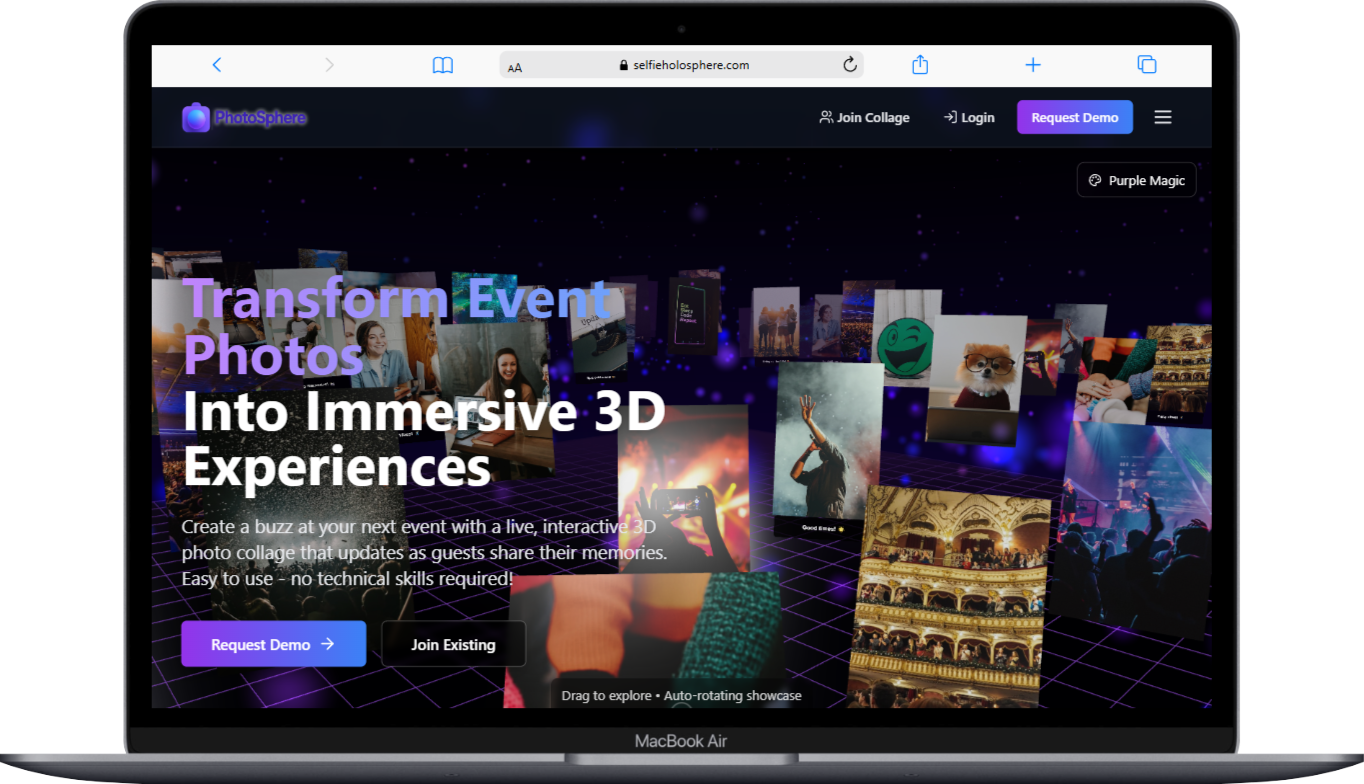 AA
selfieholosphere.com
PhotoSphere
Join Collage
Login
Request Demo
Purple Magic
Transform Event
Photos
Into Immersive 3D
Experiences
Create a buzz at your next event with a live, interactive 3D
photo collage that updates as guests share their memories.
Easy to use - no technical skills required!
Good times!
Request Demo
Join Existing
Drag to explore • Auto-rotating showcase
MacBook Air